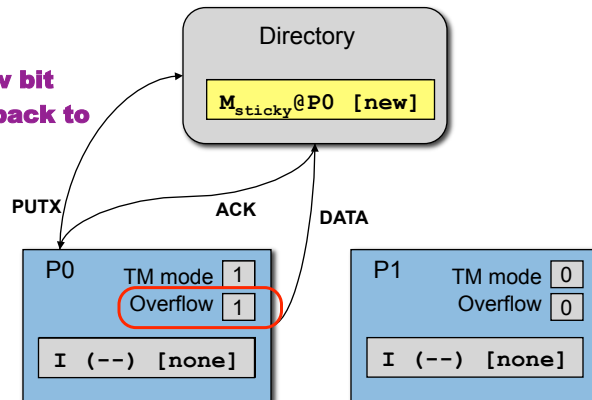 Directory
w bit
back to
M_sticky@P0 [new]
PUTX
ACK
DATA
P0
TM mode 1
Overflow 1
I (--) [none]
P1
TM mode 0
Overflow 0
I (--) [none]